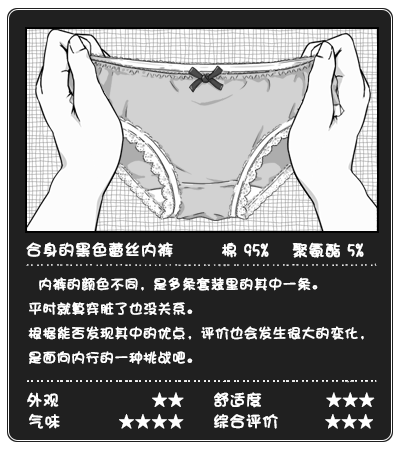 合身的黑色蕾丝内裤 棉 95% 聚氨酯 5%
内裤的颜色不同，是多条套装里的其中一条。
平时就算穿脏了也没关系。
根据能否发现其中的优点，评价也会发生很大的变化，
是面向内行的一种挑战吧。
外观 ★★ 舒适度 ★★★
气味 ★★★★ 综合评价 ★★★